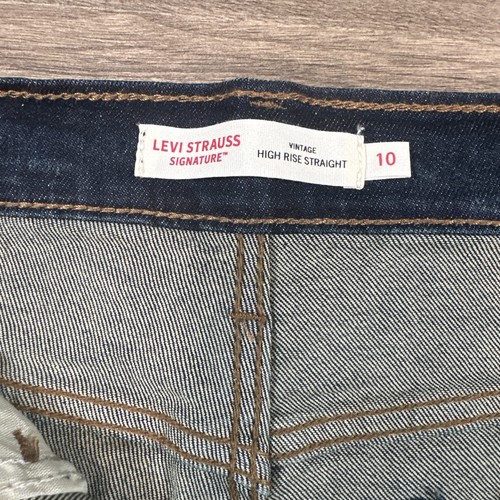 LEVI STRAUSS
SIGNATURE™
VINTAGE
HIGH RISE STRAIGHT
10